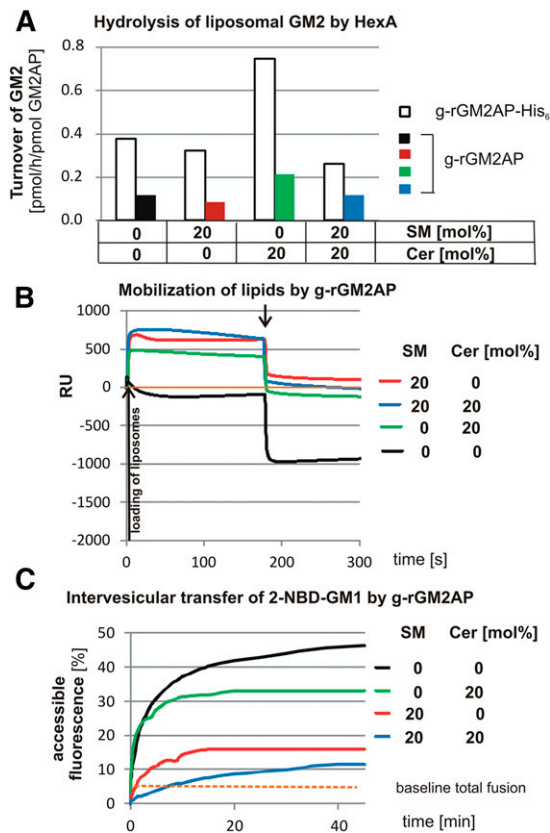 A
Hydrolysis of liposomal GM2 by HexA
Turnover of GM2
[pmol/h/pmol GM2AP]
0.8
0.6
0.4
0.2
0.0
g-rGM2AP-His₆
g-rGM2AP
0 20 0 20 SM [mol%]
0 0 20 20 Cer [mol%]
B
Mobilization of lipids by g-rGM2AP
RU
1000
500
0
-500
-1000
-1500
-2000
loading of liposomes
0 100 200 300
time [s]
SM Cer [mol%]
20 0
20 20
0 20
0 0
C
Intervesicular transfer of 2-NBD-GM1 by g-rGM2AP
accessible
fluorescence [%]
50
40
30
20
10
0
0 20 40
time [min]
SM Cer [mol%]
0 0
0 20
20 0
20 20
baseline total fusion